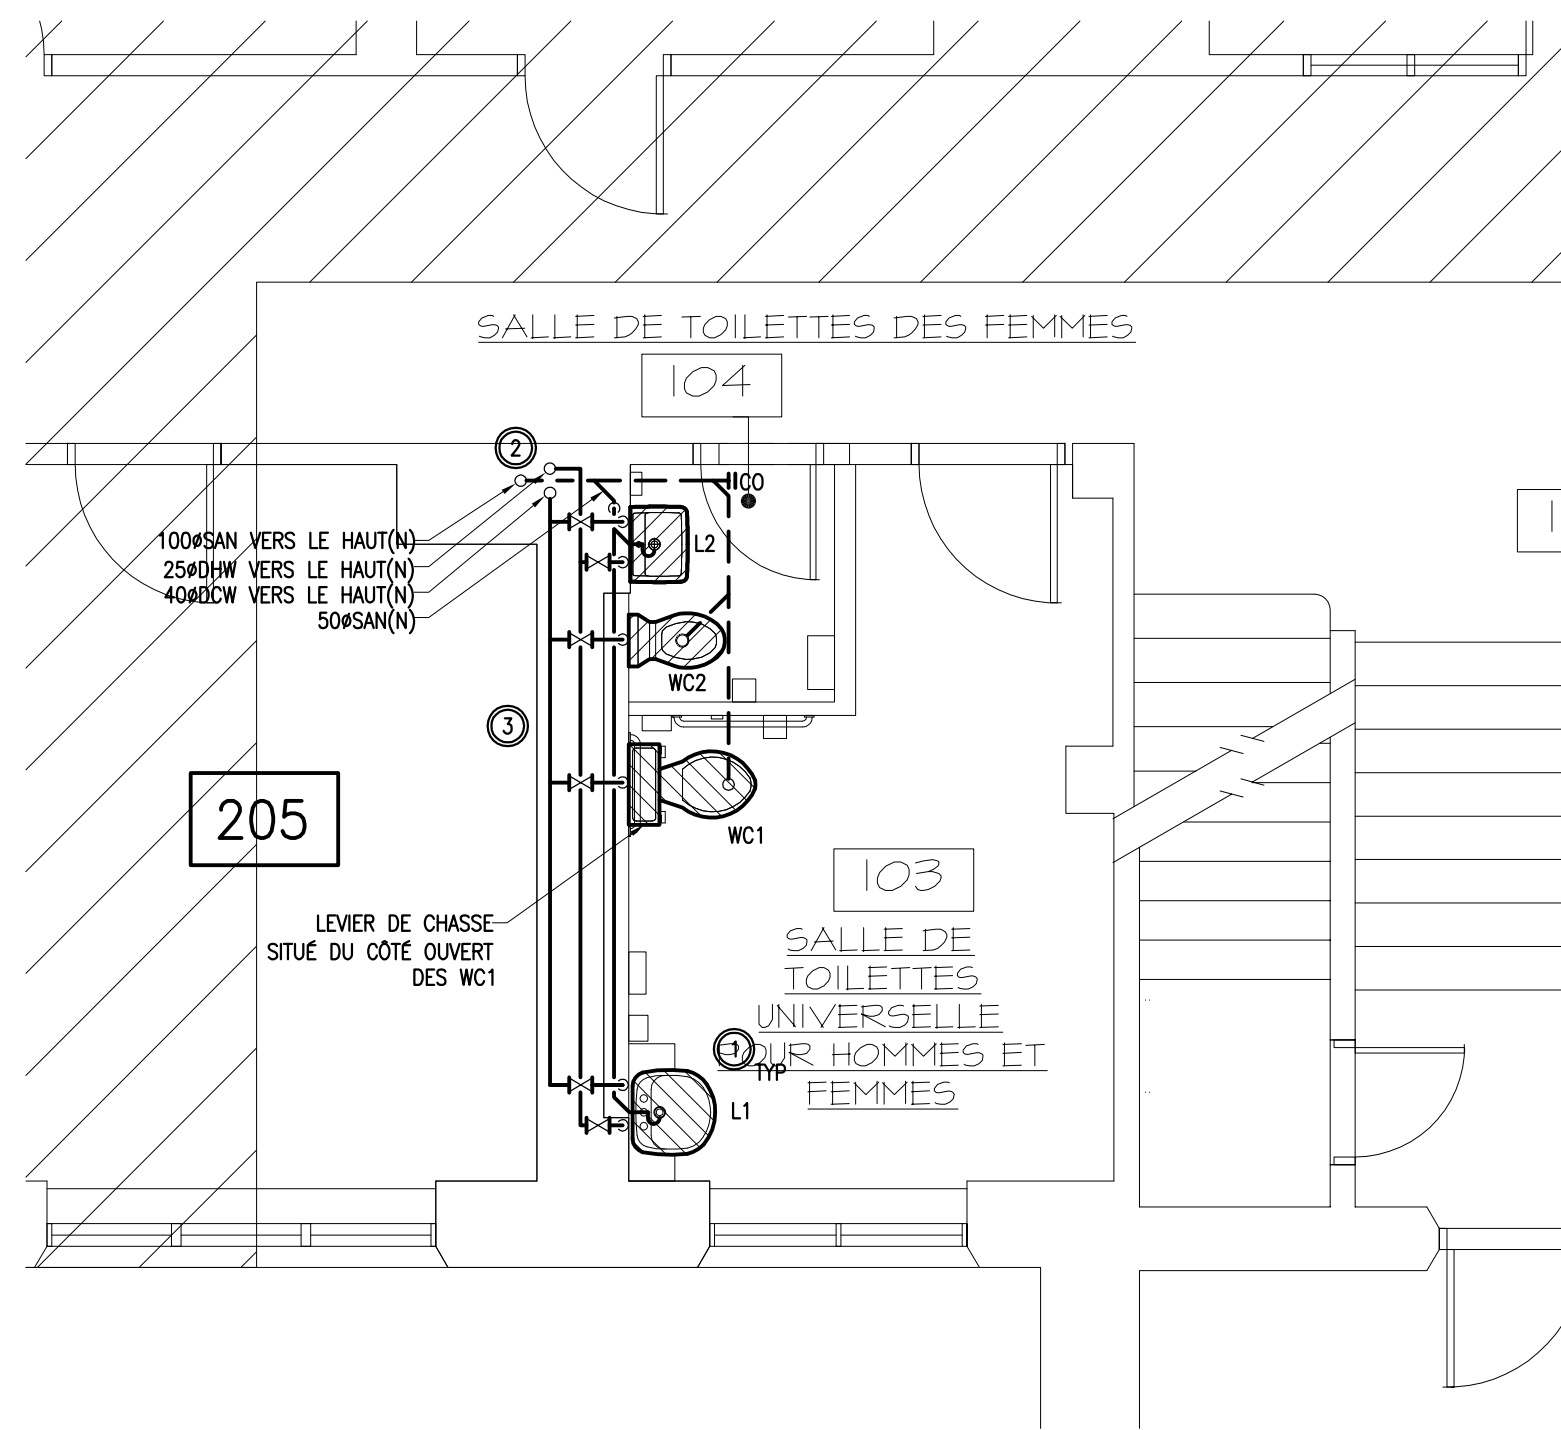 SALLE DE TOILETTES DES FEMMES
104
2
CO
100øSAN VERS LE HAUT(N)
25øDHW VERS LE HAUT(N)
40øDCW VERS LE HAUT(N)
50øSAN(N)
L2
WC2
3
205
WC1
LEVIER DE CHASSE
SITUÉ DU CÔTÉ OUVERT
DES WC1
103
SALLE DE
TOILETTES
UNIVERSELLE
POUR HOMMES ET
FEMMES
1
TYP
L1